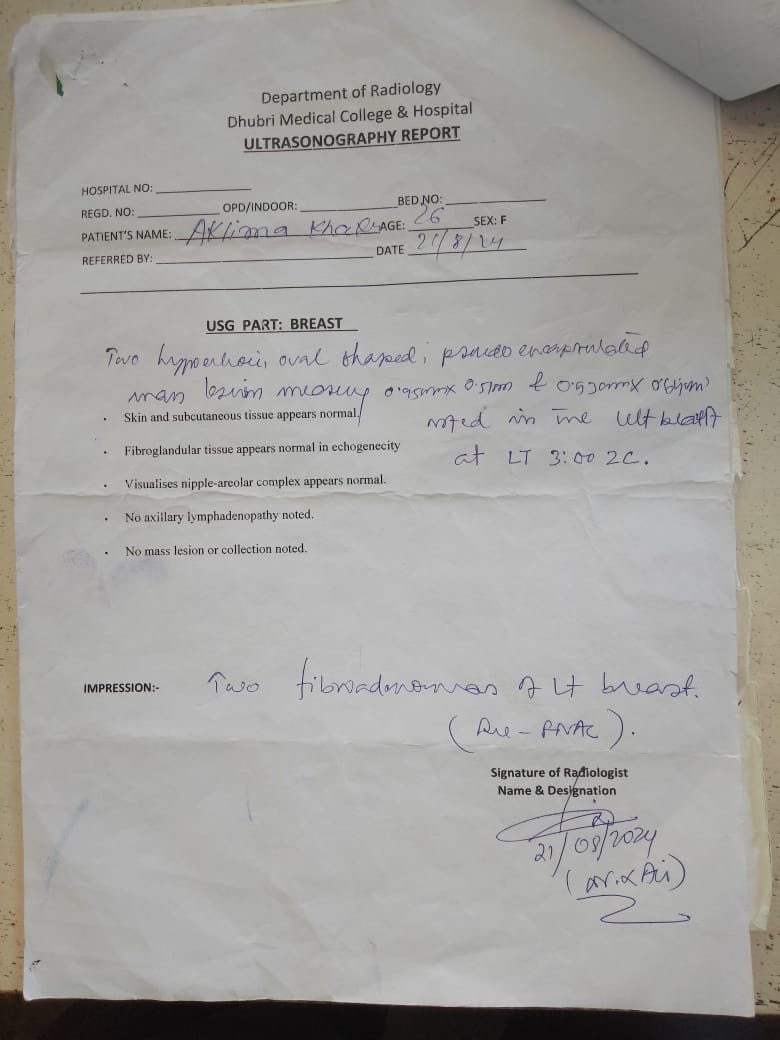 Department of Radiology
Dhubri Medical College & Hospital
ULTRASONOGRAPHY REPORT
HOSPITAL NO:
REGD. NO: OPD/INDOOR: BED NO:
PATIENT'S NAME: Aklima AGE: 26 SEX: F
REFERRED BY: DATE 21/8/24
USG PART: BREAST
Two hypoechoic, oval shaped, pseudo encapsulated
mass lesion measuring
noted in the
at LT 3:00 2C.
• Skin and subcutaneous tissue appears normal.
• Fibroglandular tissue appears normal in echogenecity
• Visualises nipple-areolar complex appears normal.
• No axillary lymphadenopathy noted.
• No mass lesion or collection noted.
IMPRESSION:- Two fibroadenomas of Lt breast.
FNAC).
Signature of Radiologist
Name & Designation
21/08/2024